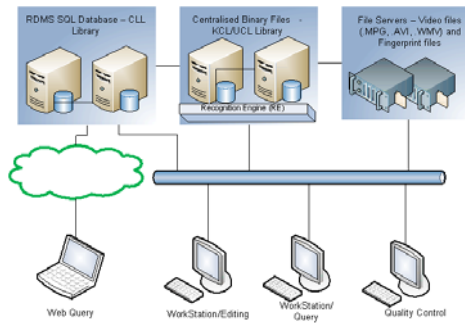 RDMS SQL Database – CLL
Library
Centralised Binary Files -
KCL/UCL Library
File Servers – Video files
(.MPG, AVI, WMV) and
Fingerprint files
Recognition Engine (RE)
Web Query
WorkStation/Editing
WorkStation/
Query
Quality Control